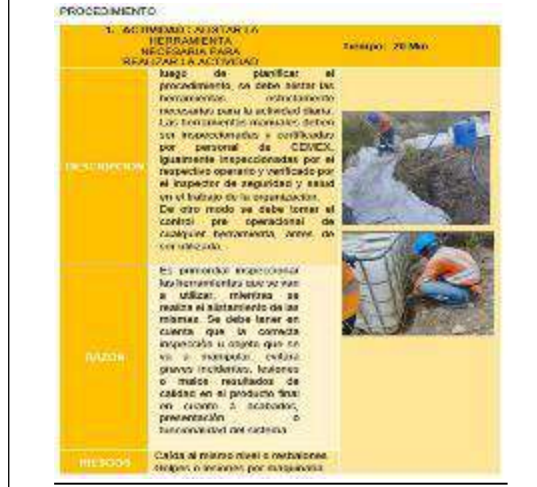 PROCEDIMIENTO
1. ACTIVIDAD : ALISTAR LA
HERRAMIENTA
NECESARIA PARA
REALIZAR LA ACTIVIDAD
Tiempo: 20 Min
DESCRIPCION
luego de planificar el
procedimiento, se debe alistar las
herramientas estrictamente
necesarias para la actividad diaria.
Las herramientas manuales deben
ser inspeccionadas y certificadas
por personal de CEMEX.
Igualmente inspeccionadas por el
respectivo operario y verificado por
el inspector de seguridad y salud
en el trabajo de la organización.
De otro modo se debe tomar el
control pre operacional de
cualquier herramienta, antes de
ser utilizada.
RAZON
Es primordial inspeccionar
las herramientas que se van
a utilizar, mientras se
realiza el alistamiento de las
mismas. Se debe tener en
cuenta que la correcta
inspección u objeto que se
va a manipular, evitara
graves incidentes, lesiones
o malos resultados de
calidad en el producto final
en cuanto a acabados,
presentación o
funcionalidad del sistema
RIESGOS
Caída al mismo nivel o resbalones
Golpes o lesiones por maquinaria